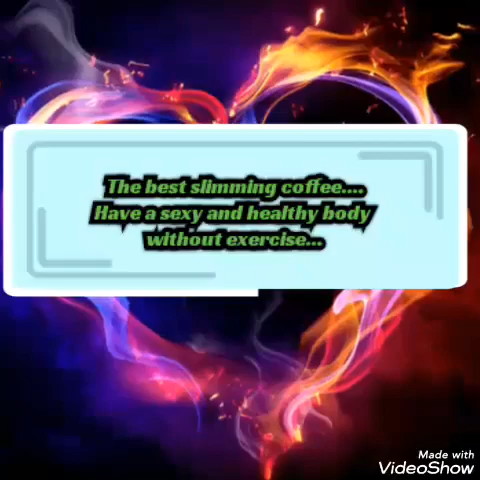 The best slimming coffee....
Have a sexy and healthy body
without exercise...
Made with
VideoShow